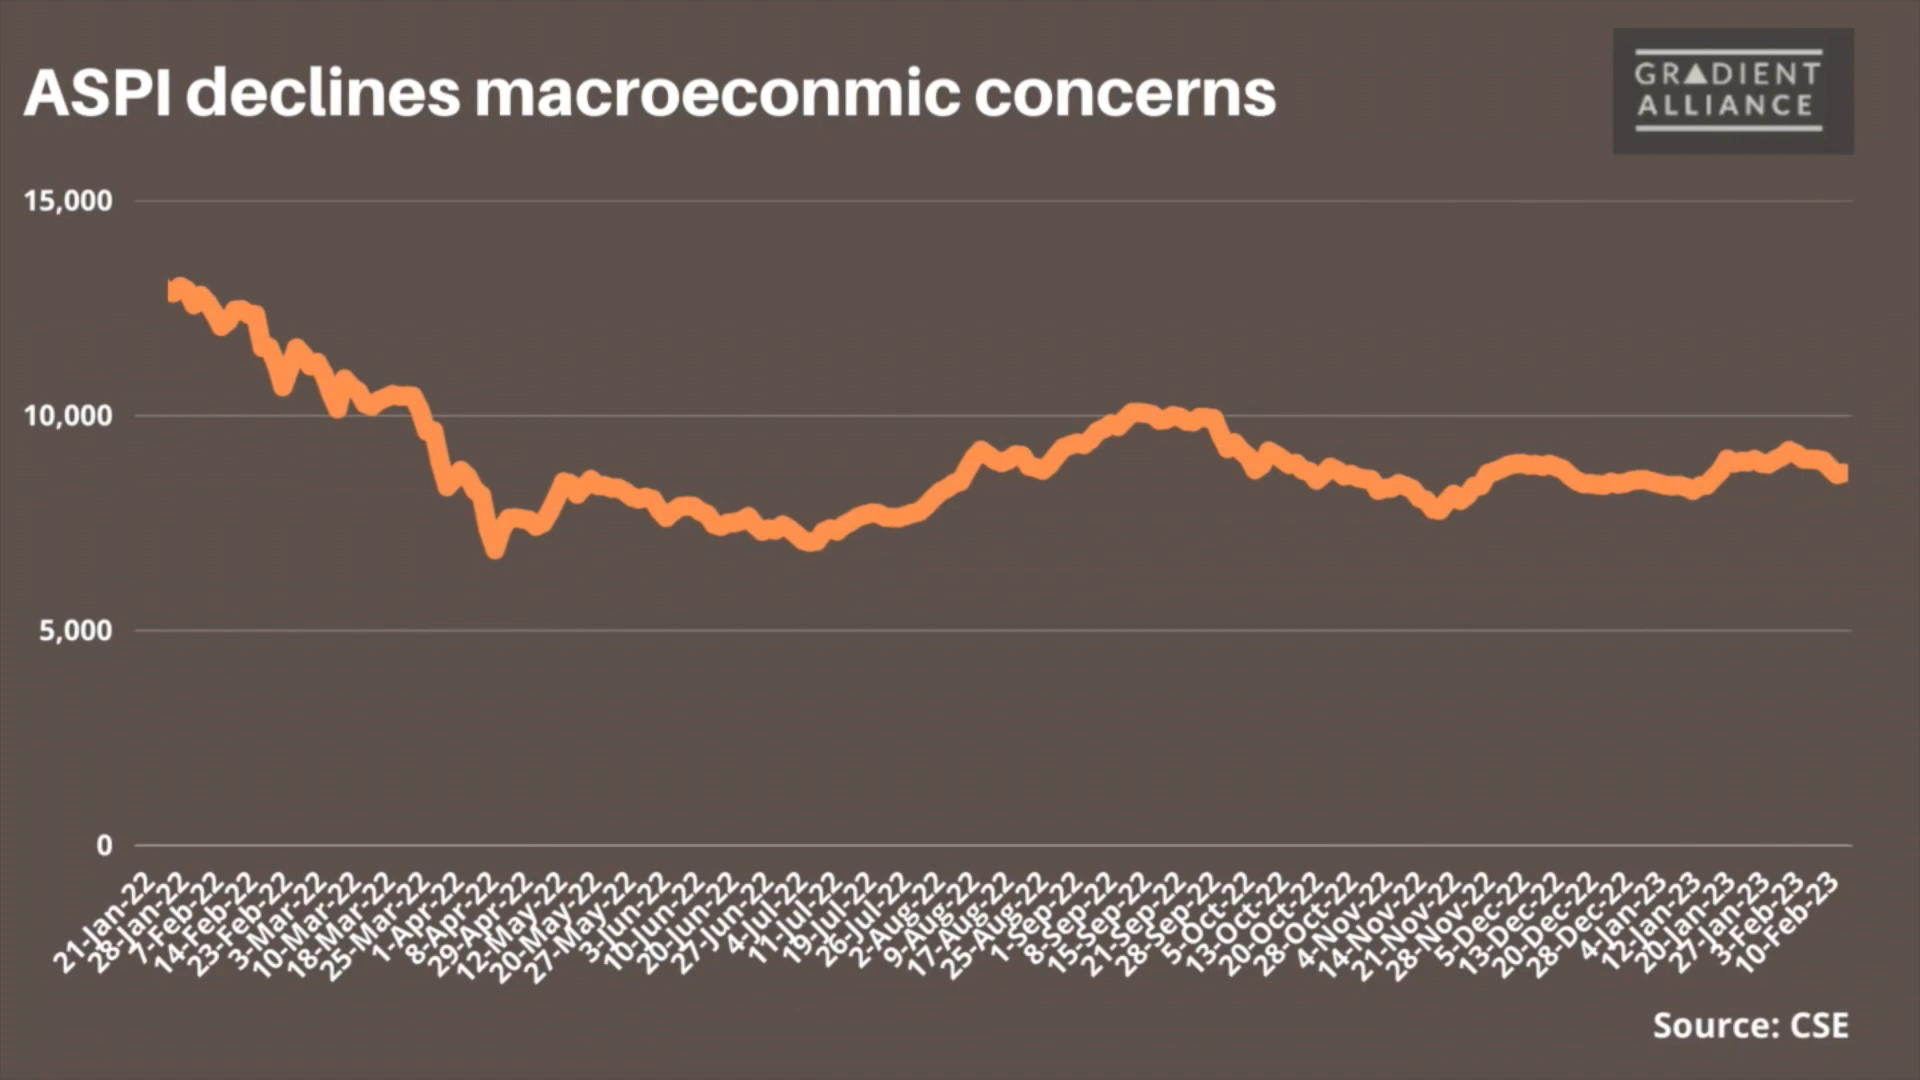 ASPI declines macroeconmic concerns
GRADIENT
ALLIANCE
15,000
10,000
5,000
0
21-Jan-22
28-Jan-22
7-Feb-22
14-Feb-22
23-Feb-22
3-Mar-22
10-Mar-22
18-Mar-22
25-Mar-22
1-Apr-22
8-Apr-22
29-Apr-22
12-May-22
20-May-22
27-May-22
3-Jun-22
10-Jun-22
20-Jun-22
27-Jun-22
4-Jul-22
11-Jul-22
19-Jul-22
26-Jul-22
2-Aug-22
9-Aug-22
17-Aug-22
25-Aug-22
1-Sep-22
8-Sep-22
15-Sep-22
21-Sep-22
28-Sep-22
5-Oct-22
13-Oct-22
20-Oct-22
28-Oct-22
4-Nov-22
14-Nov-22
21-Nov-22
28-Nov-22
5-Dec-22
13-Dec-22
20-Dec-22
28-Dec-22
4-Jan-23
12-Jan-23
20-Jan-23
27-Jan-23
3-Feb-23
10-Feb-23
Source: CSE